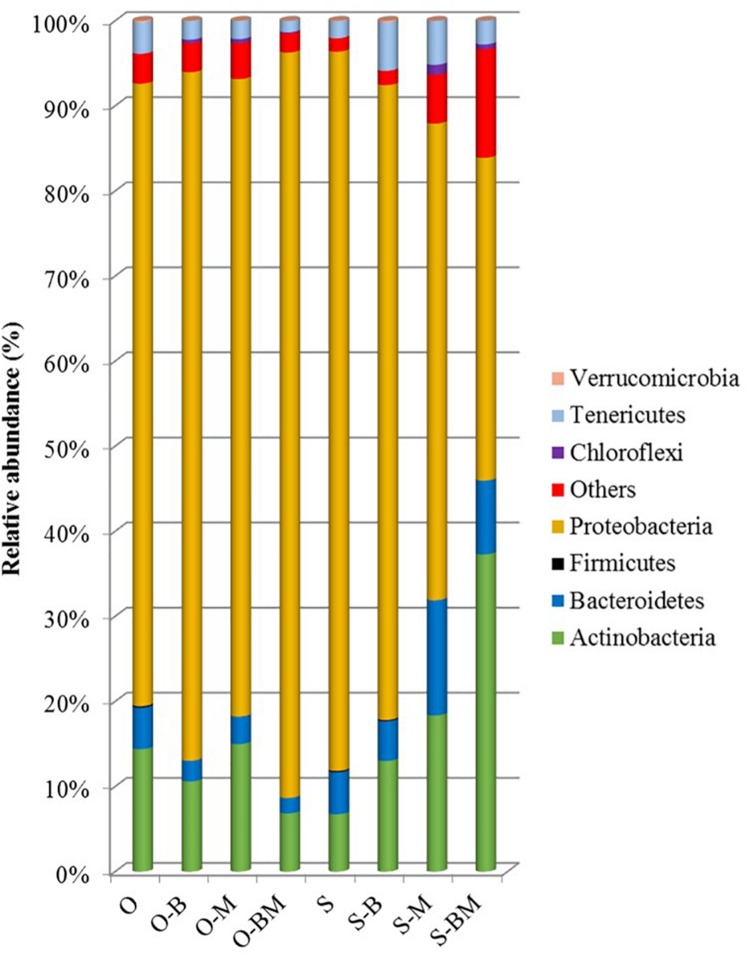 100%
90%
80%
70%
60%
50%
40%
30%
20%
10%
0%
Relative abundance (%)
O
O-B
O-M
O-BM
S
S-B
S-M
S-BM
Verrucomicrobia
Tenericutes
Chloroflexi
Others
Proteobacteria
Firmicutes
Bacteroidetes
Actinobacteria